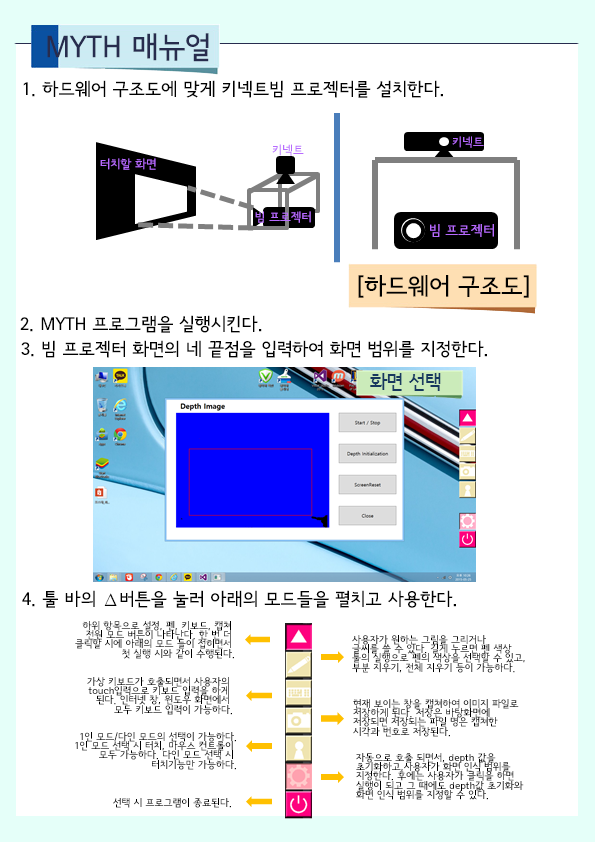 MYTH 매뉴얼
1. 하드웨어 구조도에 맞게 키넥트빔 프로젝터를 설치한다.
터치할 화면
키넥트
빔 프로젝터
키넥트
빔 프로젝터
[하드웨어 구조도]
2. MYTH 프로그램을 실행시킨다.
3. 빔 프로젝터 화면의 네 끝점을 입력하여 화면 범위를 지정한다.
화면 선택
Depth Image
Start / Stop
Depth Initialization
ScreenReset
Close
4. 툴 바의 △버튼을 눌러 아래의 모드들을 펼치고 사용한다.
하위 항목으로 설정, 펜, 키보드, 캡쳐
전원 모드 버튼이 나타난다. 한 번 더
클릭할 시에 아래의 모드 들이 접히면서
첫 실행 시와 같이 수행된다.
사용자가 원하는 그림을 그리거나
글씨를 쓸 수 있다. 길게 누르면 펜 색상
툴의 실행으로 펜의 색상을 선택할 수 있고,
부분 지우기, 전체 지우기 등이 가능하다.
가상 키보드가 호출되면서 사용자의
touch입력으로 키보드 입력을 하게
된다. 인터넷 창, 윈도우 화면에서
모두 키보드 입력이 가능하다.
현재 보이는 창을 캡쳐하여 이미지 파일로
저장하게 된다. 저장은 바탕화면에
저장되면 저장되는 파일 명은 캡쳐한
시각과 번호로 저장된다.
1인 모드/다인 모드의 선택이 가능하다.
1인 모드 선택 시 터치, 마우스 컨트롤이
모두 가능하다. 다인 모드 선택 시
터치기능만 가능하다.
자동으로 호출 되면서, depth 값을
초기화하고 사용자가 화면 인식 범위를
지정한다. 후에는 사용자가 클릭을 하면
실행이 되고 그 때에도 depth값 초기화와
화면 인식 범위를 지정할 수 있다.
선택 시 프로그램이 종료된다.